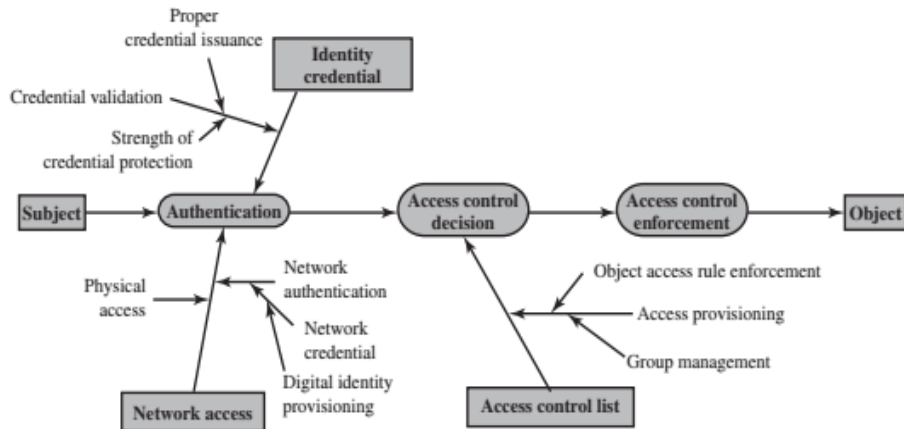 Proper
credential issuance
Identity
credential
Credential validation
Strength of
credential protection
Subject
Authentication
Access control
decision
Access control
enforcement
Object
Physical
access
Network
authentication
Network
credential
Digital identity
provisioning
Object access rule enforcement
Access provisioning
Group management
Network access
Access control list